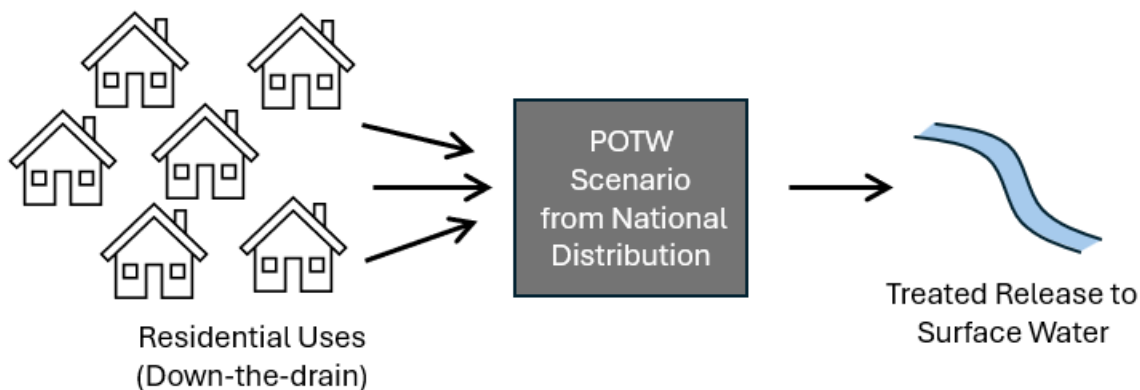 POTW
Scenario
from National
Distribution
Residential Uses
(Down-the-drain)
Treated Release to
Surface Water